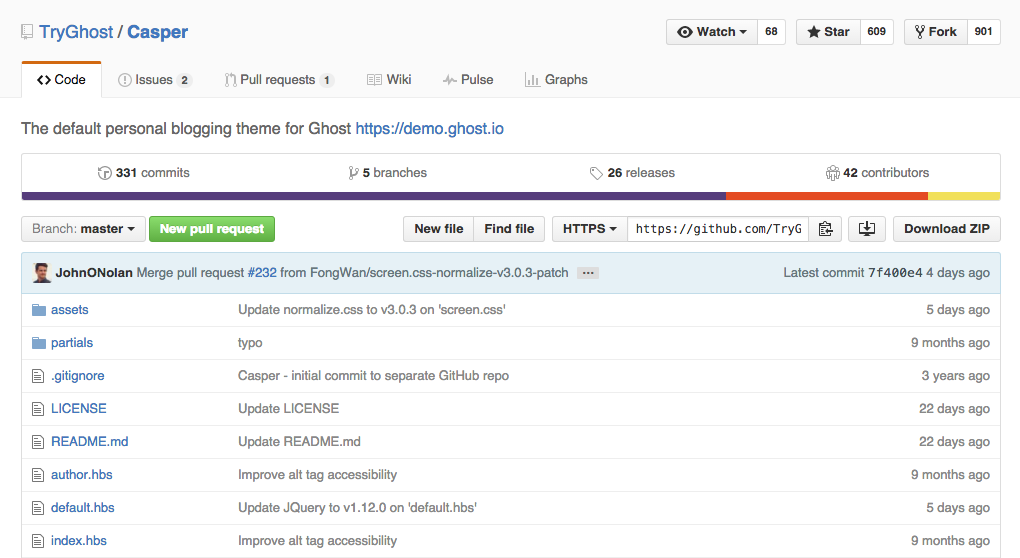 TryGhost / Casper
Watch 68 Star 609 Fork 901
Code Issues 2 Pull requests 1 Wiki Pulse Graphs
The default personal blogging theme for Ghost https://demo.ghost.io
331 commits 5 branches 26 releases 42 contributors
Branch: master New pull request New file Find file HTTPS https://github.com/TryG Download ZIP
JohnONolan Merge pull request #232 from FongWan/screen.css-normalize-v3.0.3-patch ... Latest commit 7f400e4 4 days ago
assets Update normalize.css to v3.0.3 on 'screen.css' 5 days ago
partials typo 9 months ago
.gitignore Casper - initial commit to separate GitHub repo 3 years ago
LICENSE Update LICENSE 22 days ago
README.md Update README.md 22 days ago
author.hbs Improve alt tag accessibility 9 months ago
default.hbs Update JQuery to v1.12.0 on 'default.hbs' 5 days ago
index.hbs Improve alt tag accessibility 9 months ago